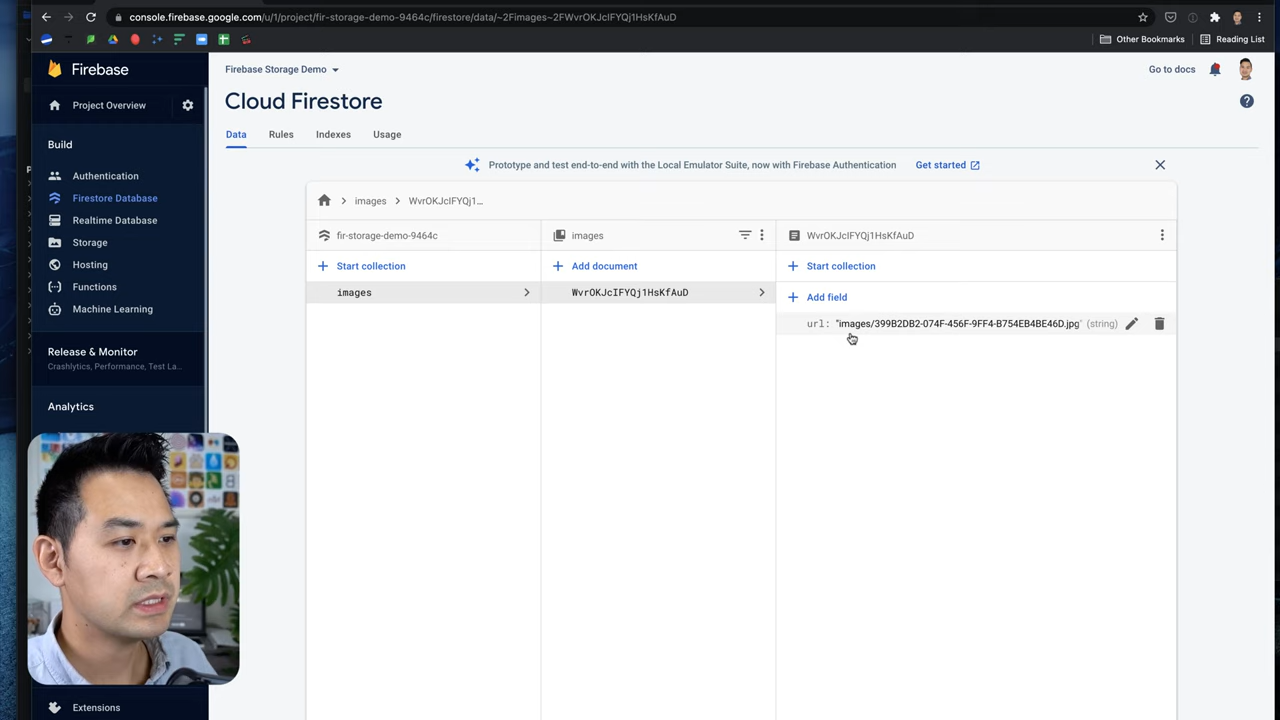 console.firebase.google.com/u/1/project/fir-storage-demo-9464c/firestore/data/~2Fimages~2FWvrOKJcIFYQj1HsKfAuD
Other Bookmarks
Reading List
Firebase
Firebase Storage Demo
Go to docs
Project Overview
Cloud Firestore
Data Rules Indexes Usage
Build
Prototype and test end-to-end with the Local Emulator Suite, now with Firebase Authentication Get started
Authentication
Firestore Database
Realtime Database
Storage
Hosting
Functions
Machine Learning
images WvrOKJcIFYQj1...
fir-storage-demo-9464c images WvrOKJcIFYQj1HsKfAuD
Start collection Add document Start collection
images WvrOKJcIFYQj1HsKfAuD Add field
url: "images/399B2DB2-074F-456F-9FF4-B754EB4BE46D.jpg" (string)
Release & Monitor
Crashlytics, Performance, Test La...
Analytics
Extensions